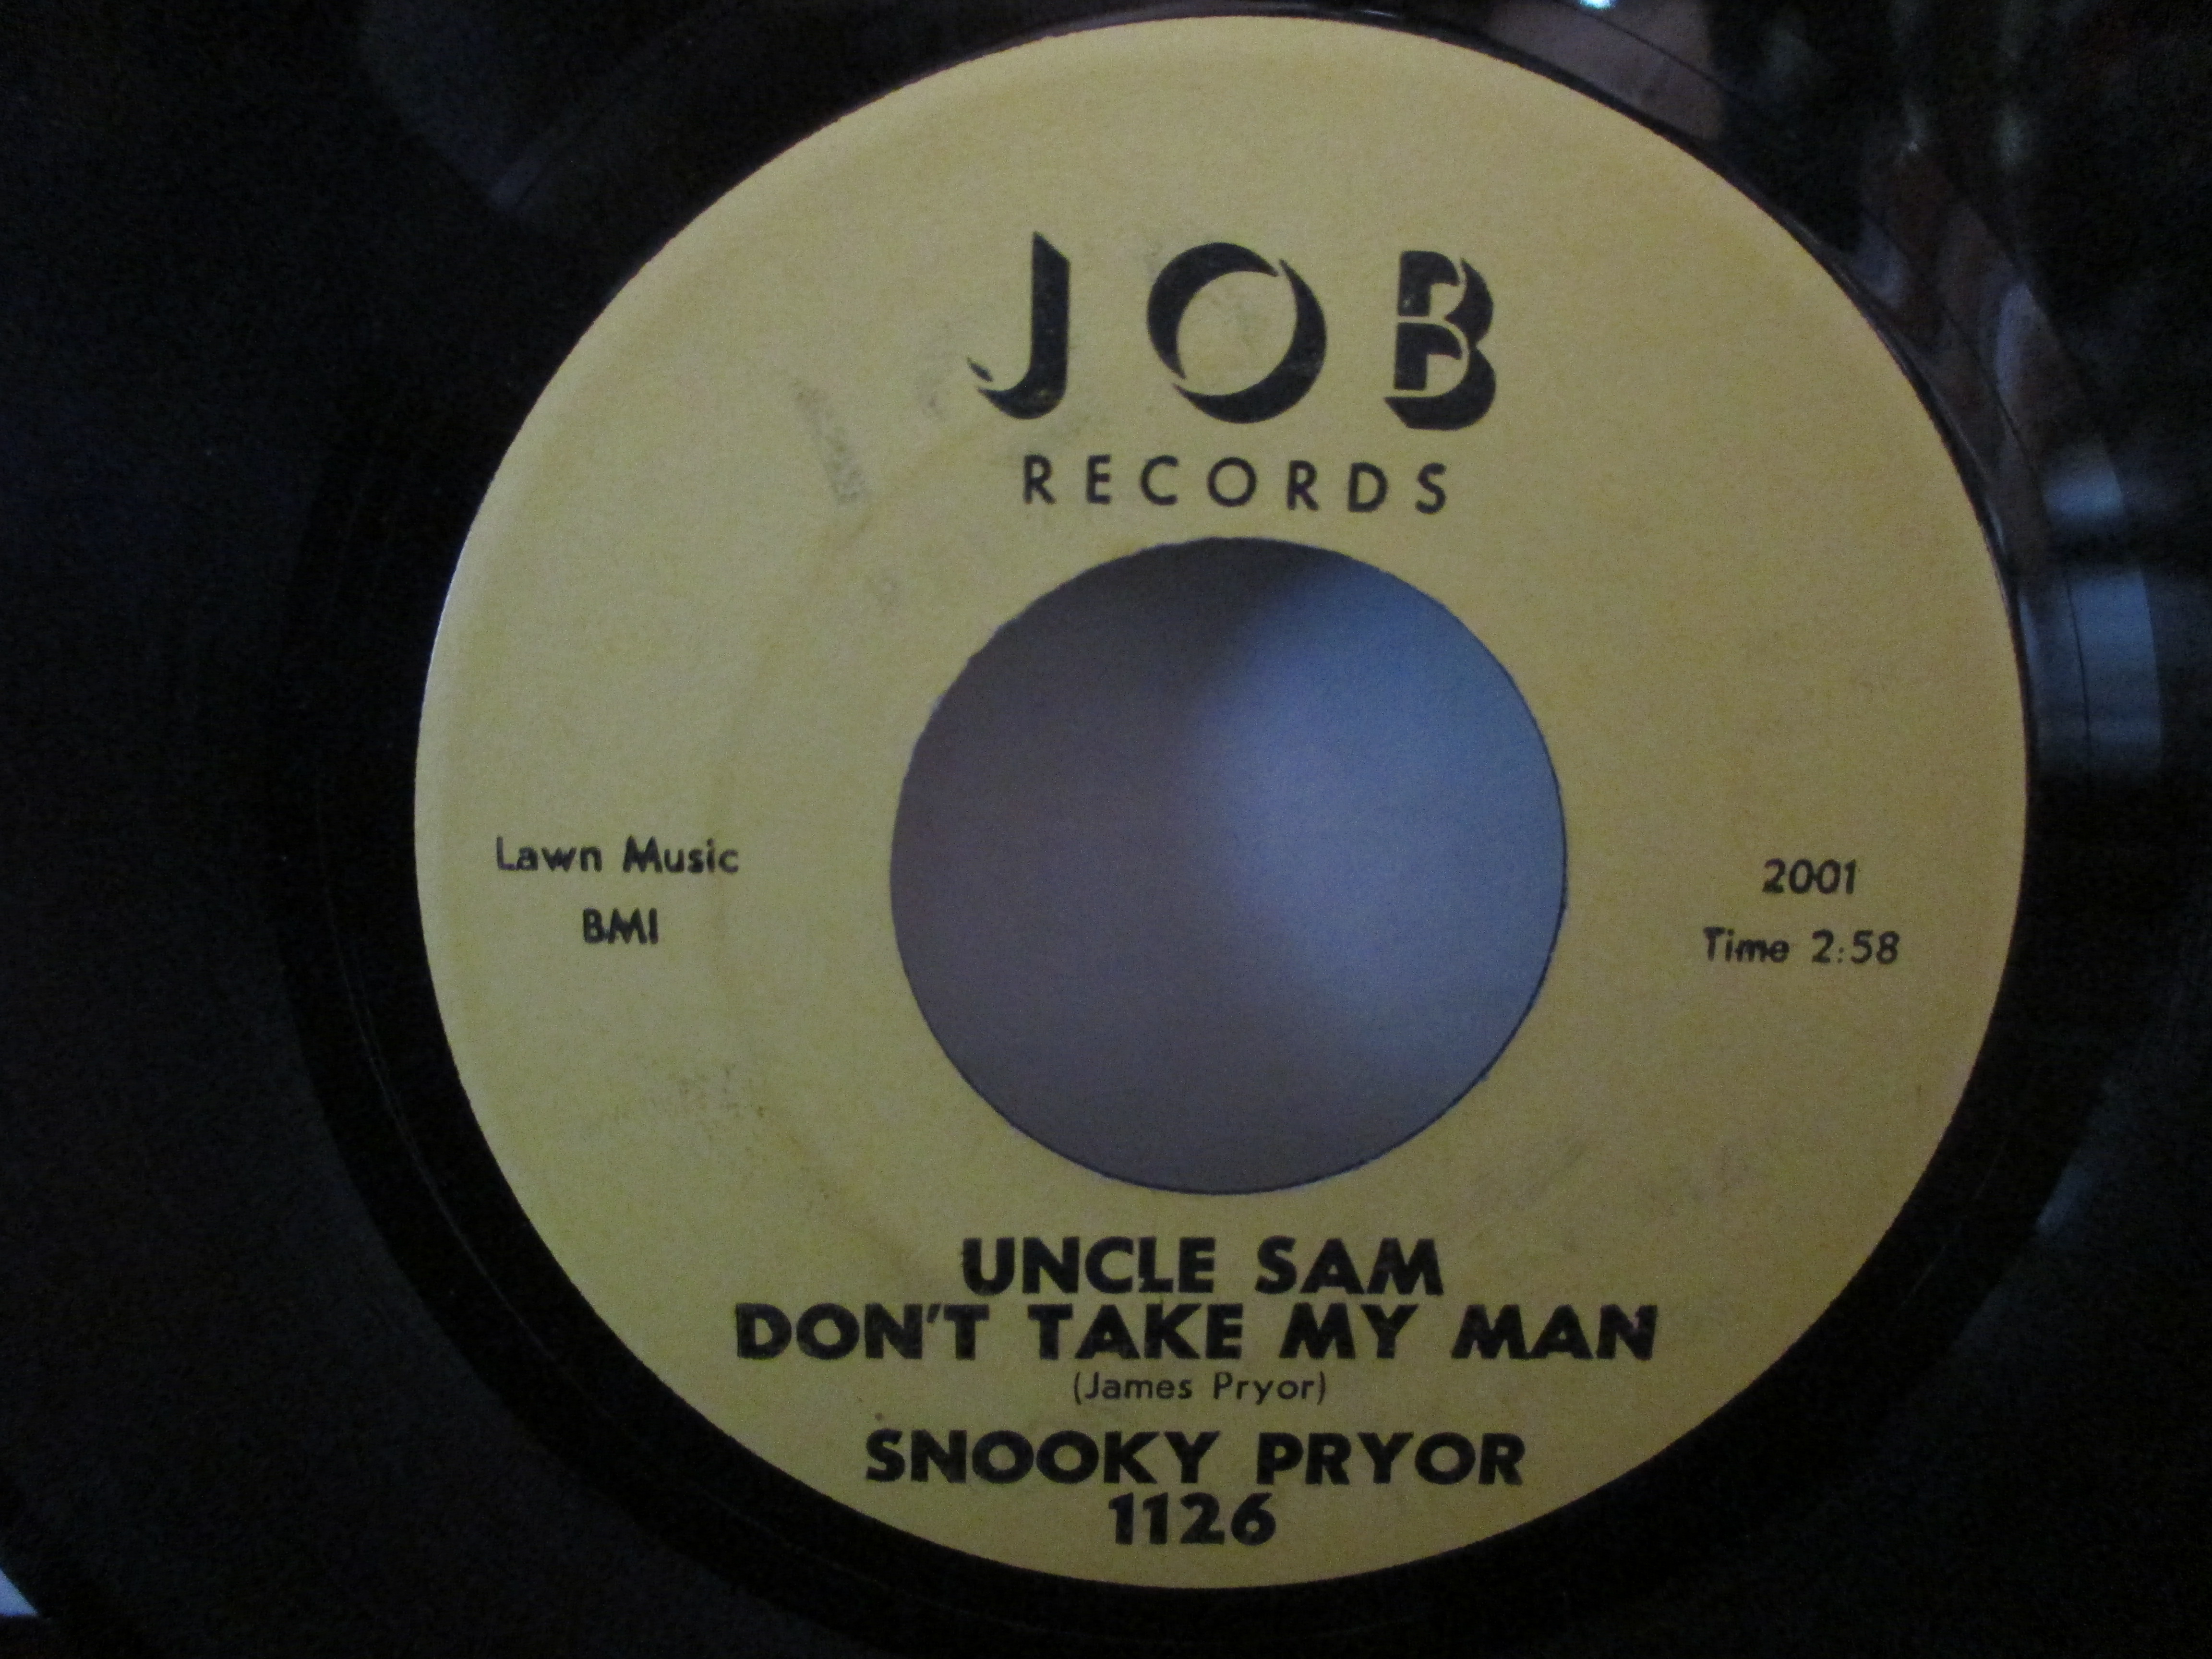 JOB
RECORDS
Lawn Music
BMI
2001
Time 2:58
UNCLE SAM
DON'T TAKE MY MAN
(James Pryor)
SNOOKY PRYOR
1126